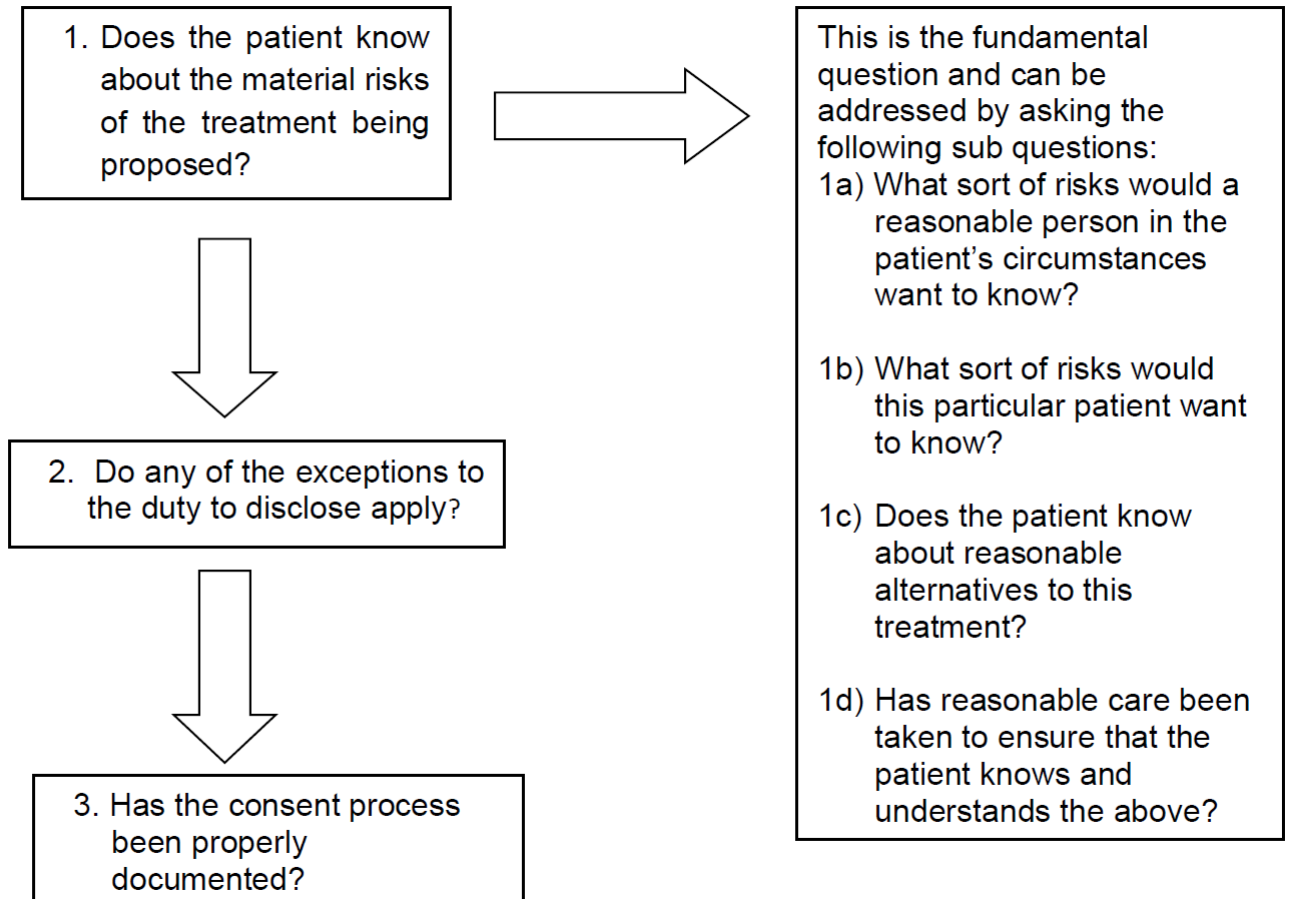 1. Does the patient know
about the material risks
of the treatment being
proposed?
This is the fundamental
question and can be
addressed by asking the
following sub questions:
1a) What sort of risks would a
reasonable person in the
patient's circumstances
want to know?
1b) What sort of risks would
this particular patient want
to know?
1c) Does the patient know
about reasonable
alternatives to this
treatment?
1d) Has reasonable care been
taken to ensure that the
patient knows and
understands the above?
2. Do any of the exceptions to
the duty to disclose apply?
3. Has the consent process
been properly
documented?